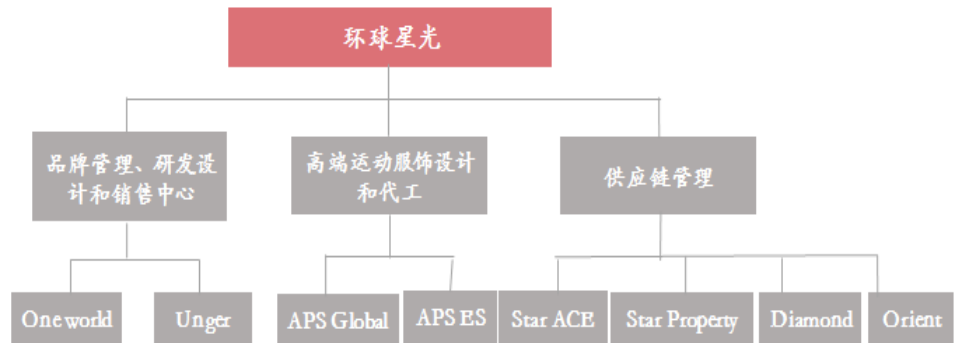 环球星光
品牌管理、研发设
计和销售中心
高端运动服饰设计
和代工
供应链管理
Oneworld
Unger
APS Global
APS ES
Star ACE
Star Property
Diamond
Orient